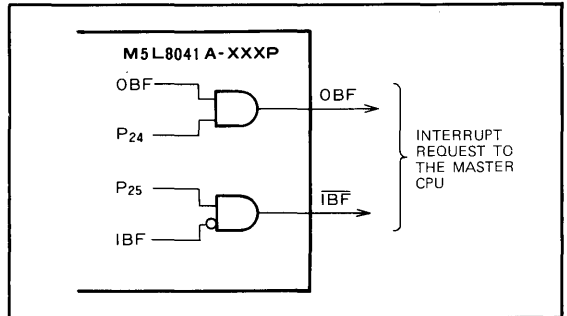 M5L8041A-XXXP
OBF
P24
OBF
P25
IBF
IBF
INTERRUPT
REQUEST TO
THE MASTER
CPU